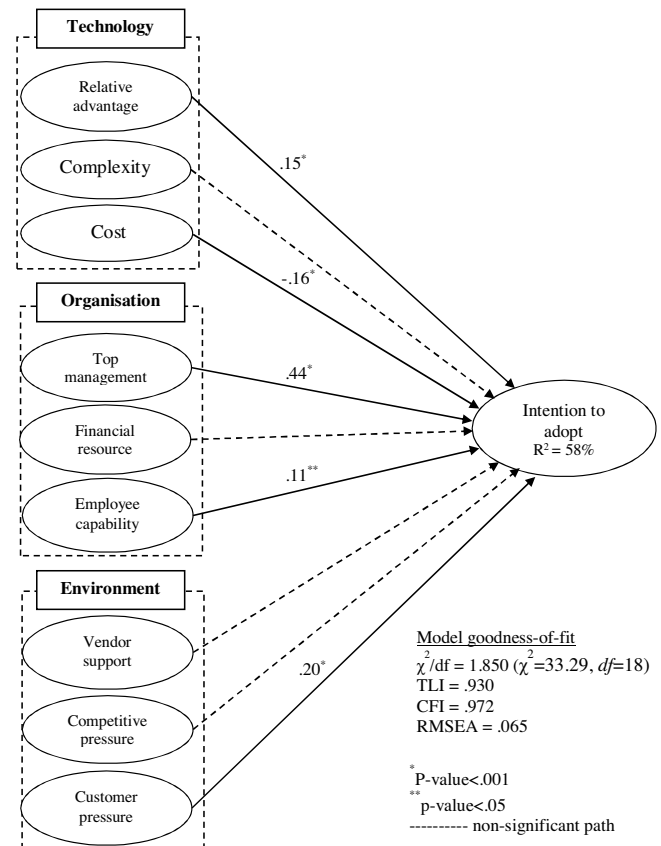 Technology
Relative
advantage
Complexity
Cost
.15*
-.16*
Organisation
Top
management
Financial
resource
Employee
capability
.44*
.11**
Intention to
adopt
R² = 58%
Environment
Vendor
support
Competitive
pressure
Customer
pressure
.20*
Model goodness-of-fit
χ²/df = 1.850 (χ²=33.29, df=18)
TLI = .930
CFI = .972
RMSEA = .065
*P-value<.001
**p-value<.05
---------- non-significant path